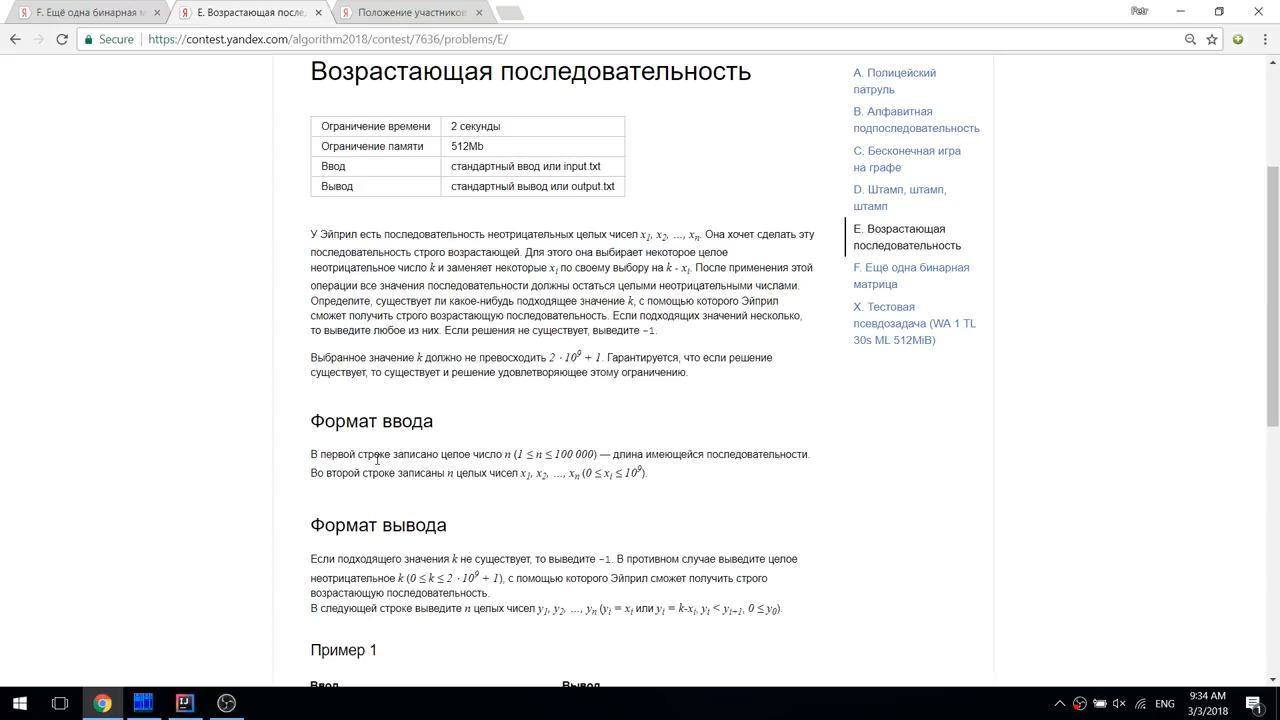 F. Ещё одна бинарная м
E. Возрастающая послед
Положение участников
Petr
Secure
https://contest.yandex.com/algorithm2018/contest/7636/problems/E/
Возрастающая последовательность
Ограничение времени 2 секунды
Ограничение памяти 512Mb
Ввод стандартный ввод или input.txt
Вывод стандартный вывод или output.txt
У Эйприл есть последовательность неотрицательных целых чисел x1, x2, ..., xn. Она хочет сделать эту
последовательность строго возрастающей. Для этого она выбирает некоторое целое
неотрицательное число k и заменяет некоторые xi по своему выбору на k - xi. После применения этой
операции все значения последовательности должны остаться целыми неотрицательными числами.
Определите, существует ли какое-нибудь подходящее значение k, с помощью которого Эйприл
сможет получить строго возрастающую последовательность. Если подходящих значений несколько,
то выведите любое из них. Если решения не существует, выведите -1.
Выбранное значение k должно не превосходить 2 · 10^9 + 1. Гарантируется, что если решение
существует, то существует и решение удовлетворяющее этому ограничению.
Формат ввода
В первой строке записано целое число n (1 ≤ n ≤ 100 000) — длина имеющейся последовательности.
Во второй строке записаны n целых чисел x1, x2, ..., xn (0 ≤ xi ≤ 10^9).
Формат вывода
Если подходящего значения k не существует, то выведите -1. В противном случае выведите целое
неотрицательное k (0 ≤ k ≤ 2 · 10^9 + 1), с помощью которого Эйприл сможет получить строго
возрастающую последовательность.
В следующей строке выведите n целых чисел y1, y2, ..., yn (yi = xi или yi = k-xi, yi < yi+1, 0 ≤ y0).
Пример 1
Ввод Вывод
A. Полицейский
патруль
B. Алфавитная
подпоследовательность
C. Бесконечная игра
на графе
D. Штамп, штамп,
штамп
E. Возрастающая
последовательность
F. Ещё одна бинарная
матрица
X. Тестовая
псевдозадача (WA 1 TL
30s ML 512MiB)
ENG
9:34 AM
3/3/2018
1